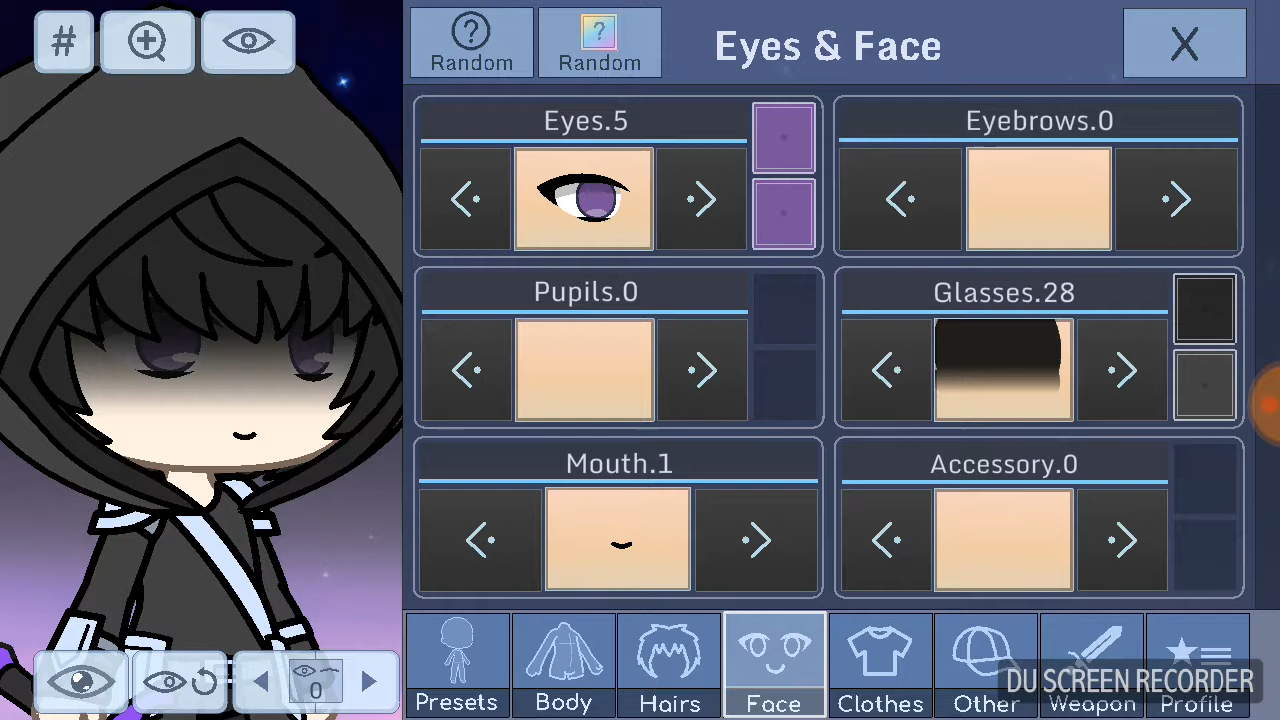 #
? Random
? Random
Eyes & Face
X
Eyes.5
Eyebrows.0
Pupils.0
Glasses.28
Mouth.1
Accessory.0
0
Presets
Body
Hairs
Face
Clothes
Other
Weapon
Profile
DU SCREEN RECORDER